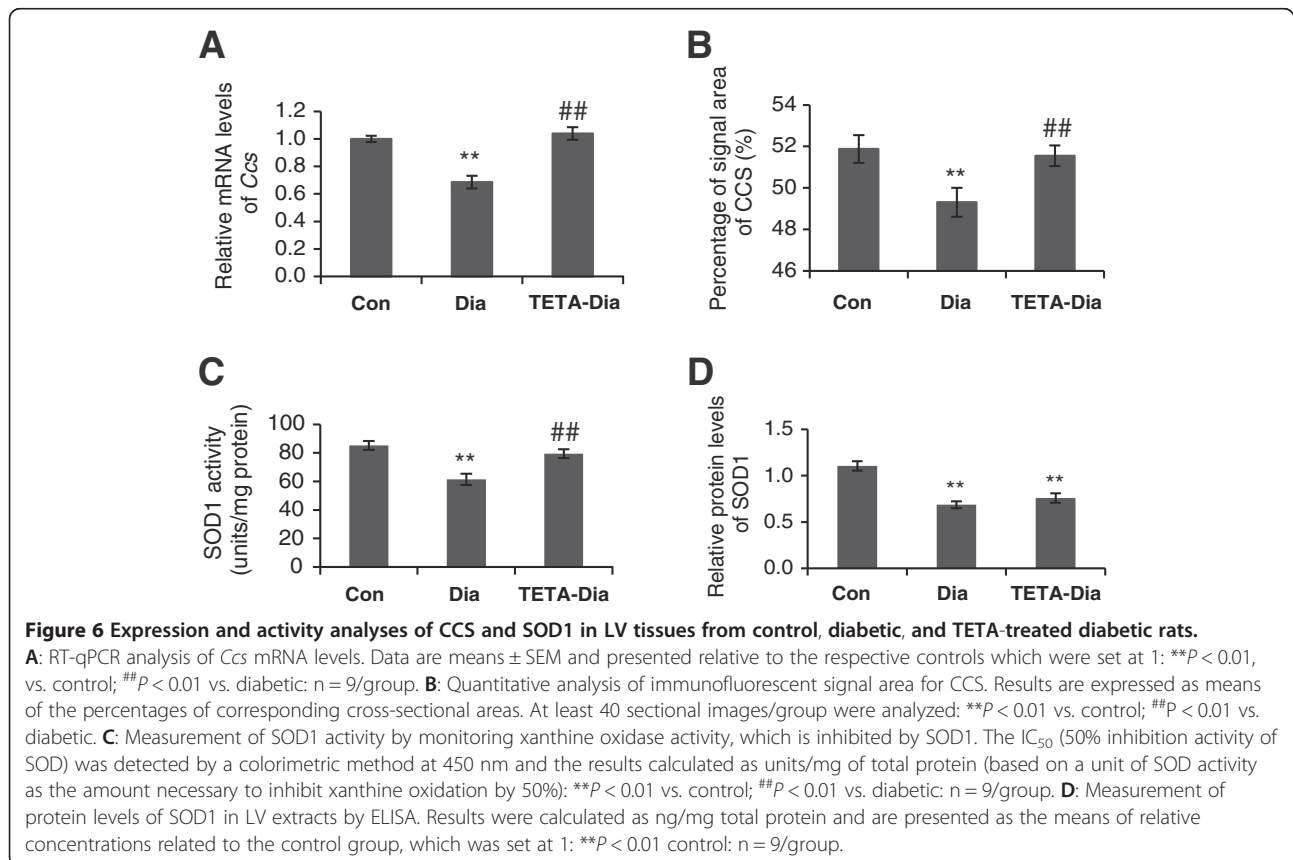 A
Relative mRNA levels
of Ccs
1.2
1.0
0.8
0.6
0.4
0.2
0.0
**
##
Con Dia TETA-Dia
B
Percentage of signal area
of CCS (%)
54
52
50
48
46
**
##
Con Dia TETA-Dia
C
SOD1 activity
(units/mg protein)
100
80
60
40
20
0
**
##
Con Dia TETA-Dia
D
Relative protein levels
of SOD1
1.5
1.0
0.5
0.0
**
**
Con Dia TETA-Dia
Figure 6 Expression and activity analyses of CCS and SOD1 in LV tissues from control, diabetic, and TETA-treated diabetic rats.
A: RT-qPCR analysis of Ccs mRNA levels. Data are means ± SEM and presented relative to the respective controls which were set at 1: **P < 0.01,
vs. control; ##P < 0.01 vs. diabetic: n = 9/group. B: Quantitative analysis of immunofluorescent signal area for CCS. Results are expressed as means
of the percentages of corresponding cross-sectional areas. At least 40 sectional images/group were analyzed: **P < 0.01 vs. control; ##P < 0.01 vs.
diabetic. C: Measurement of SOD1 activity by monitoring xanthine oxidase activity, which is inhibited by SOD1. The IC50 (50% inhibition activity of
SOD) was detected by a colorimetric method at 450 nm and the results calculated as units/mg of total protein (based on a unit of SOD activity
as the amount necessary to inhibit xanthine oxidation by 50%): **P < 0.01 vs. control; ##P < 0.01 vs. diabetic: n = 9/group. D: Measurement of
protein levels of SOD1 in LV extracts by ELISA. Results were calculated as ng/mg total protein and are presented as the means of relative
concentrations related to the control group, which was set at 1: **P < 0.01 control: n = 9/group.